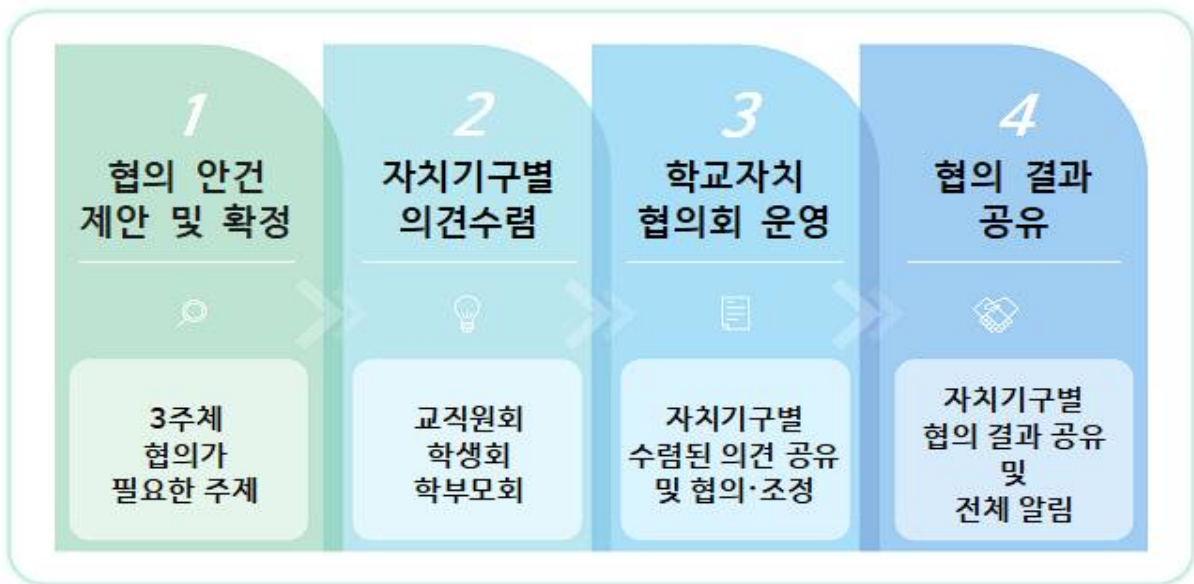 1
협의 안건
제안 및 확정
3주체
협의가
필요한 주제
2
자치기구별
의견수렴
교직원회
학생회
학부모회
3
학교자치
협의회 운영
자치기구별
수렴된 의견 공유
및 협의·조정
4
협의 결과
공유
자치기구별
협의 결과 공유
및
전체 알림